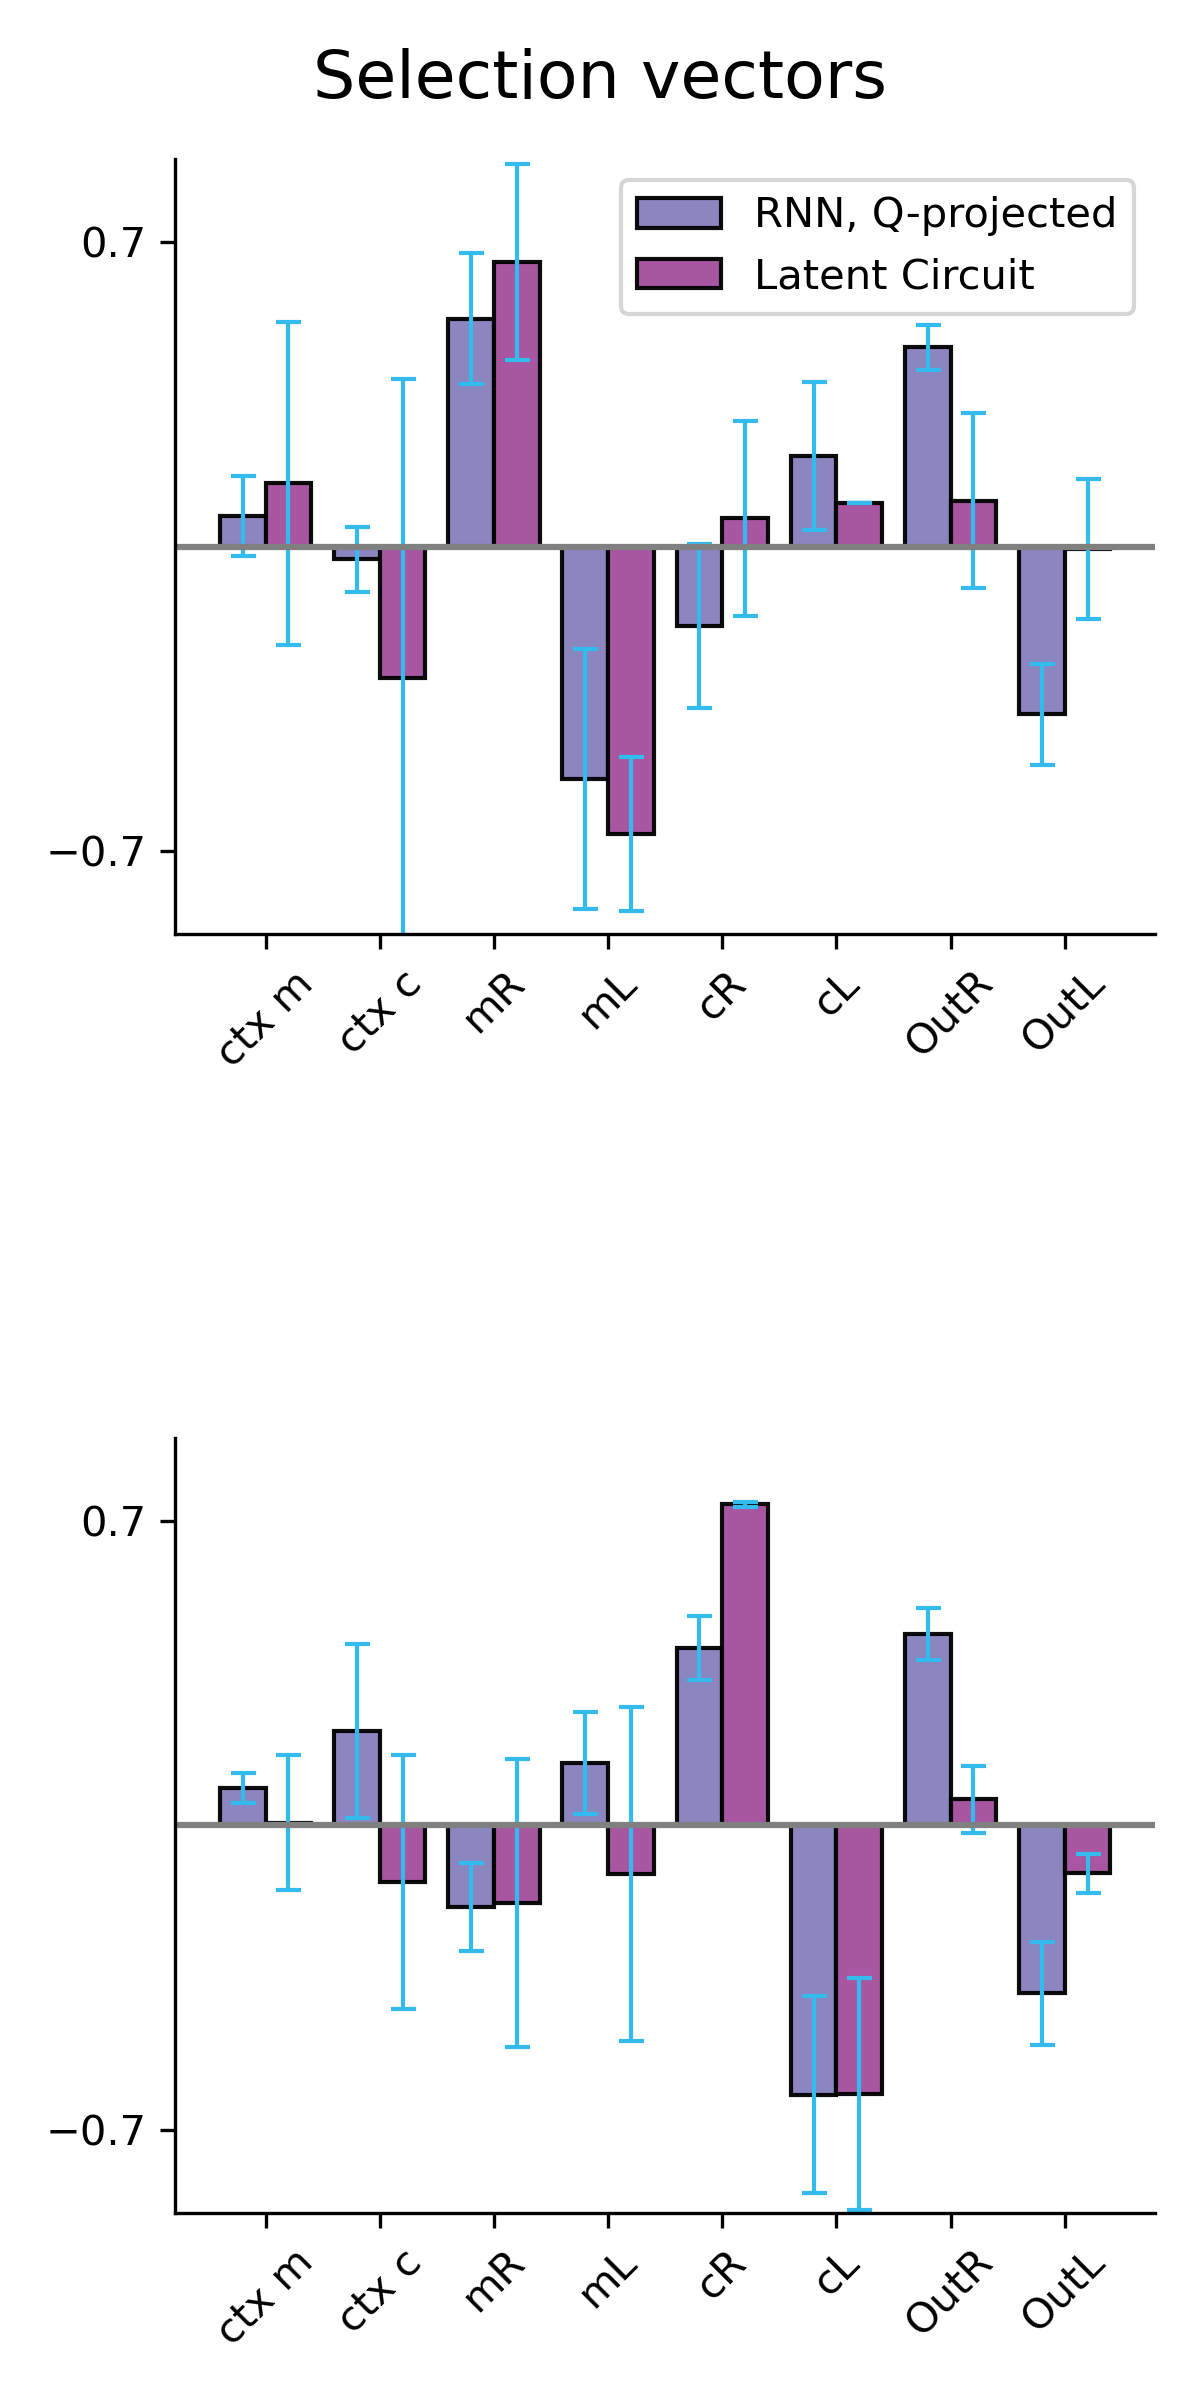 Selection vectors
0.7
−0.7
RNN, Q-projected
Latent Circuit
ctx m
ctx c
mR
mL
cR
cL
OutR
OutL
0.7
−0.7
ctx m
ctx c
mR
mL
cR
cL
OutR
OutL